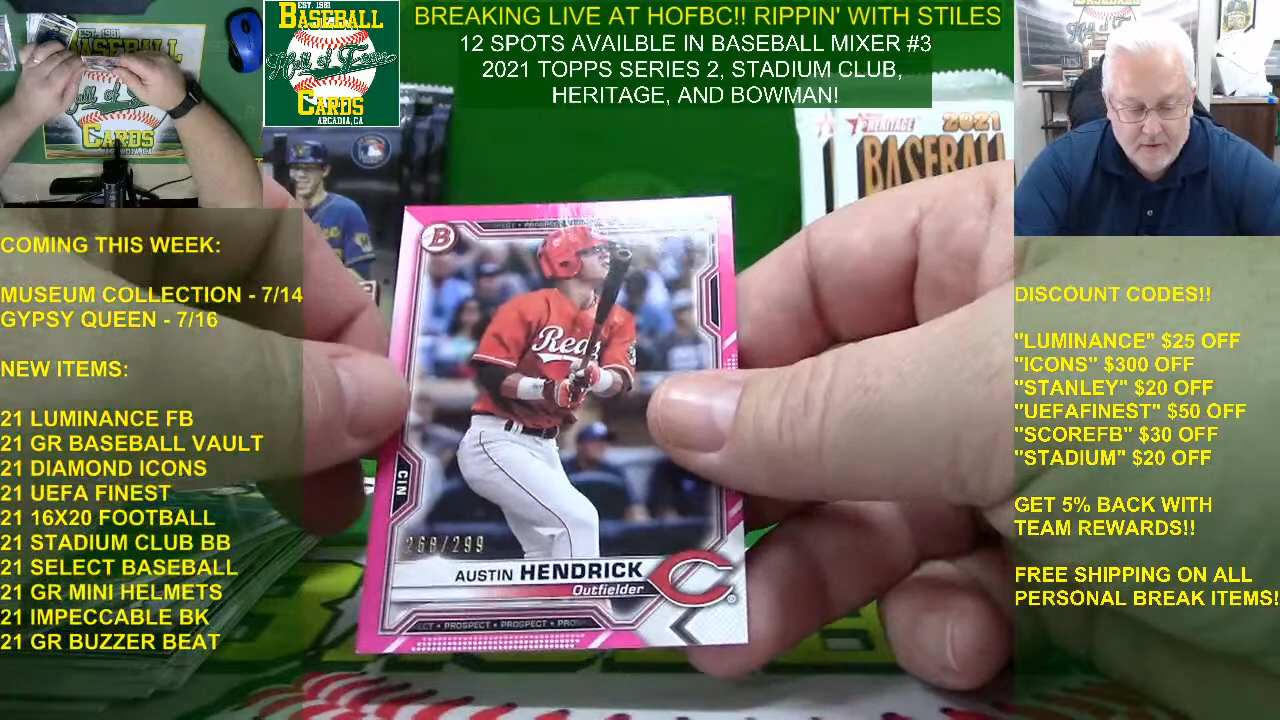 EST. 1981
BASEBALL
Hall of Fame
CARDS
ARCADIA, CA
BREAKING LIVE AT HOFBC!! RIPPIN' WITH STILES
12 SPOTS AVAILBLE IN BASEBALL MIXER #3
2021 TOPPS SERIES 2, STADIUM CLUB,
HERITAGE, AND BOWMAN!
COMING THIS WEEK:
MUSEUM COLLECTION - 7/14
GYPSY QUEEN - 7/16
NEW ITEMS:
21 LUMINANCE FB
21 GR BASEBALL VAULT
21 DIAMOND ICONS
21 UEFA FINEST
21 16X20 FOOTBALL
21 STADIUM CLUB BB
21 SELECT BASEBALL
21 GR MINI HELMETS
21 IMPECCABLE BK
21 GR BUZZER BEAT
HERITAGE
2021
BASEBALL
B
Reds
CIN
268/299
AUSTIN HENDRICK
Outfielder
C
PROSPECT • PROSPECT • PRO
DISCOUNT CODES!!
"LUMINANCE" $25 OFF
"ICONS" $300 OFF
"STANLEY" $20 OFF
"UEFAFINEST" $50 OFF
"SCOREFB" $30 OFF
"STADIUM" $20 OFF
GET 5% BACK WITH
TEAM REWARDS!!
FREE SHIPPING ON ALL
PERSONAL BREAK ITEMS!